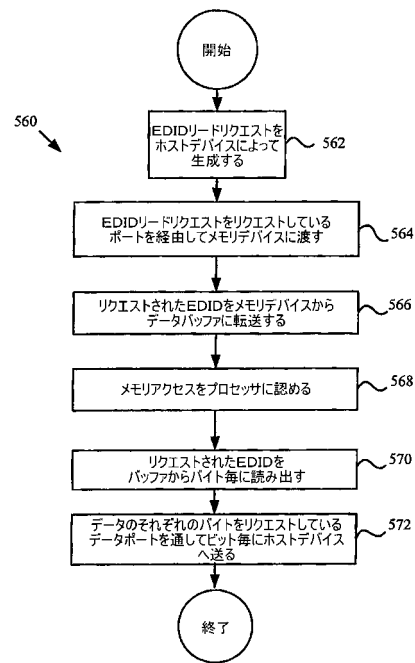 開始
560
EDIDリードリクエストを
ホストデバイスによって
生成する
562
EDIDリードリクエストをリクエストしている
ポートを経由してメモリデバイスに渡す
564
リクエストされたEDIDをメモリデバイスから
データバッファに転送する
566
メモリアクセスをプロセッサに認める
568
リクエストされたEDIDを
バッファからバイト毎に読み出す
570
データのそれぞれのバイトをリクエストしている
データポートを通してビット毎にホストデバイス
へ送る
572
終了